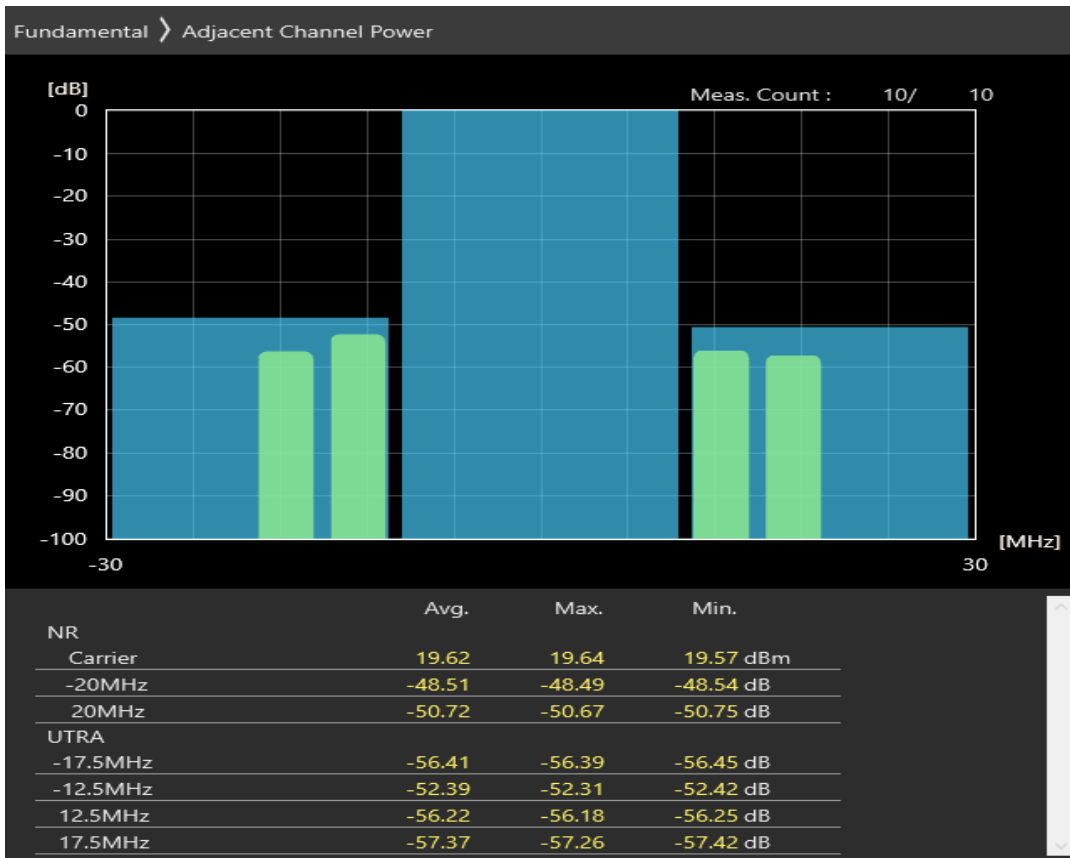 Fundamental 》 Adjacent Channel Power
[dB]
Meas. Count : 10/ 10
0
-10
-20
-30
-40
-50
-60
-70
-80
-90
-100
[MHz]
-30 30
Avg. Max. Min.
NR
Carrier 19.62 19.64 19.57 dBm
-20MHz -48.51 -48.49 -48.54 dB
20MHz -50.72 -50.67 -50.75 dB
UTRA
-17.5MHz -56.41 -56.39 -56.45 dB
-12.5MHz -52.39 -52.31 -52.42 dB
12.5MHz -56.22 -56.18 -56.25 dB
17.5MHz -57.37 -57.26 -57.42 dB